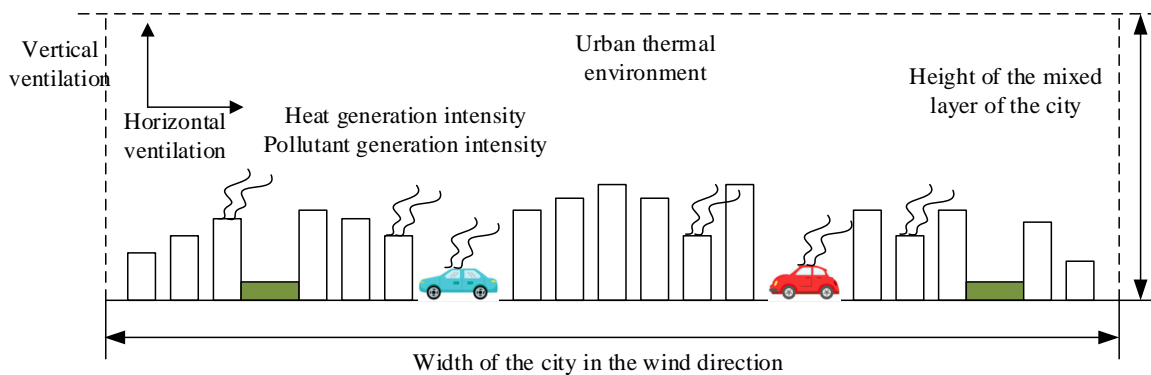 Vertical
ventilation
Urban thermal
environment
Height of the mixed
layer of the city
Horizontal
ventilation
Heat generation intensity
Pollutant generation intensity
Width of the city in the wind direction